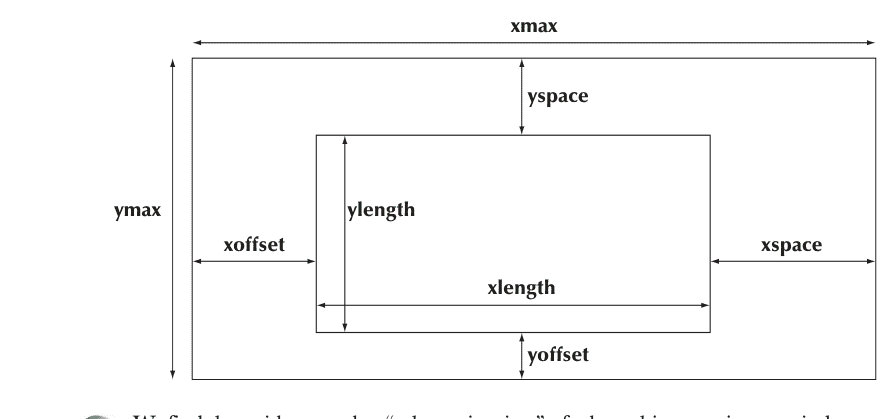 xmax
yspace
ymax
ylength
xoffset
xspace
xlength
yoffset